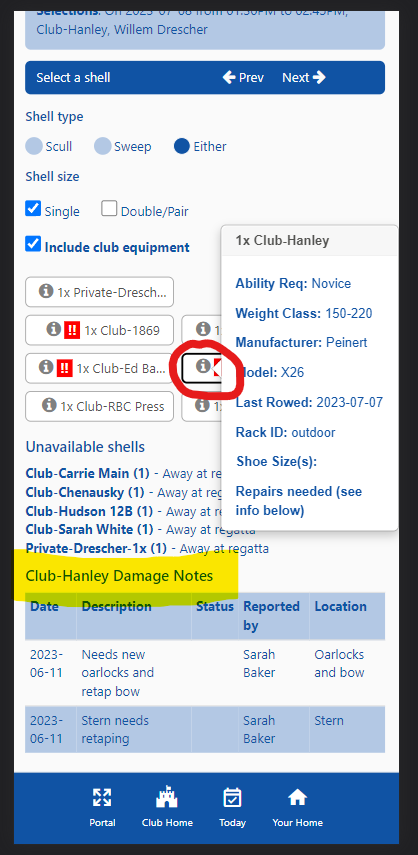 Selections: On 2023-07-08 from 01:30PM to 02:45PM,
Club-Hanley, Willem Drescher
Select a shell
Prev
Next
Shell type
Scull
Sweep
Either
Shell size
Single
Double/Pair
Include club equipment
1x Private-Dresch...
!! 1x Club-1869
1x
!! 1x Club-Ed Ba...
1x Club-RBC Press
1x Club-Hanley
Ability Req: Novice
Weight Class: 150-220
Manufacturer: Peinert
Model: X26
Last Rowed: 2023-07-07
Rack ID: outdoor
Shoe Size(s):
Repairs needed (see
info below)
Unavailable shells
Club-Carrie Main (1) - Away at
Club-Chenausky (1) - Away at reg
Club-Hudson 12B (1) - Away at
Club-Sarah White (1) - Away at
Private-Drescher-1x (1) - Away at regatta
Club-Hanley Damage Notes
Date Description Status Reported by Location
2023-06-11 Needs new oarlocks and retap bow Sarah Baker Oarlocks and bow
2023-06-11 Stern needs retaping Sarah Baker Stern
Portal
Club Home
Today
Your Home